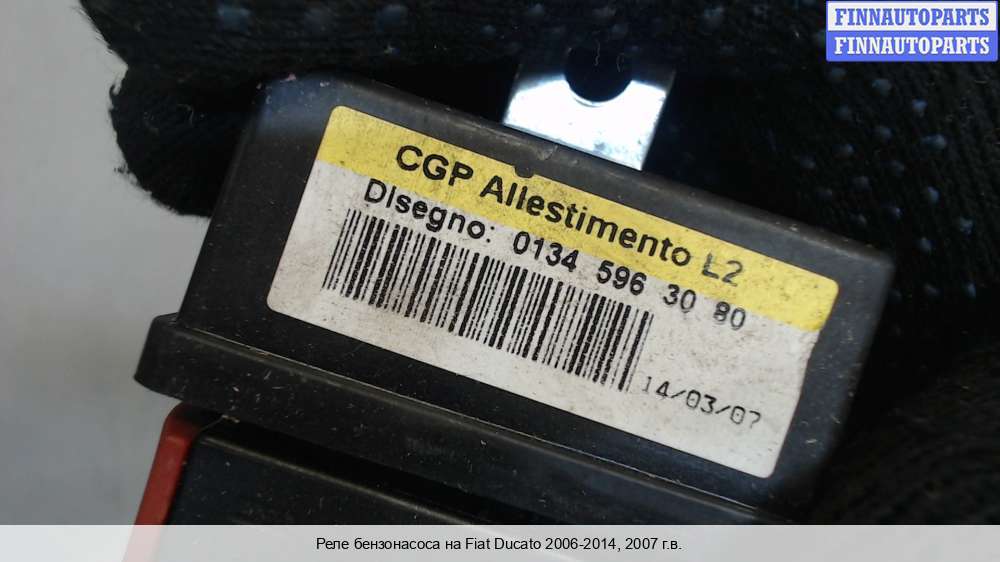 FINNAUTOPARTS
FINNAUTOPARTS
CGP Allestimento L2
Disegno: 0134 596 30 80
14/03/07
Реле бензонасоса на Fiat Ducato 2006-2014, 2007 г.в.